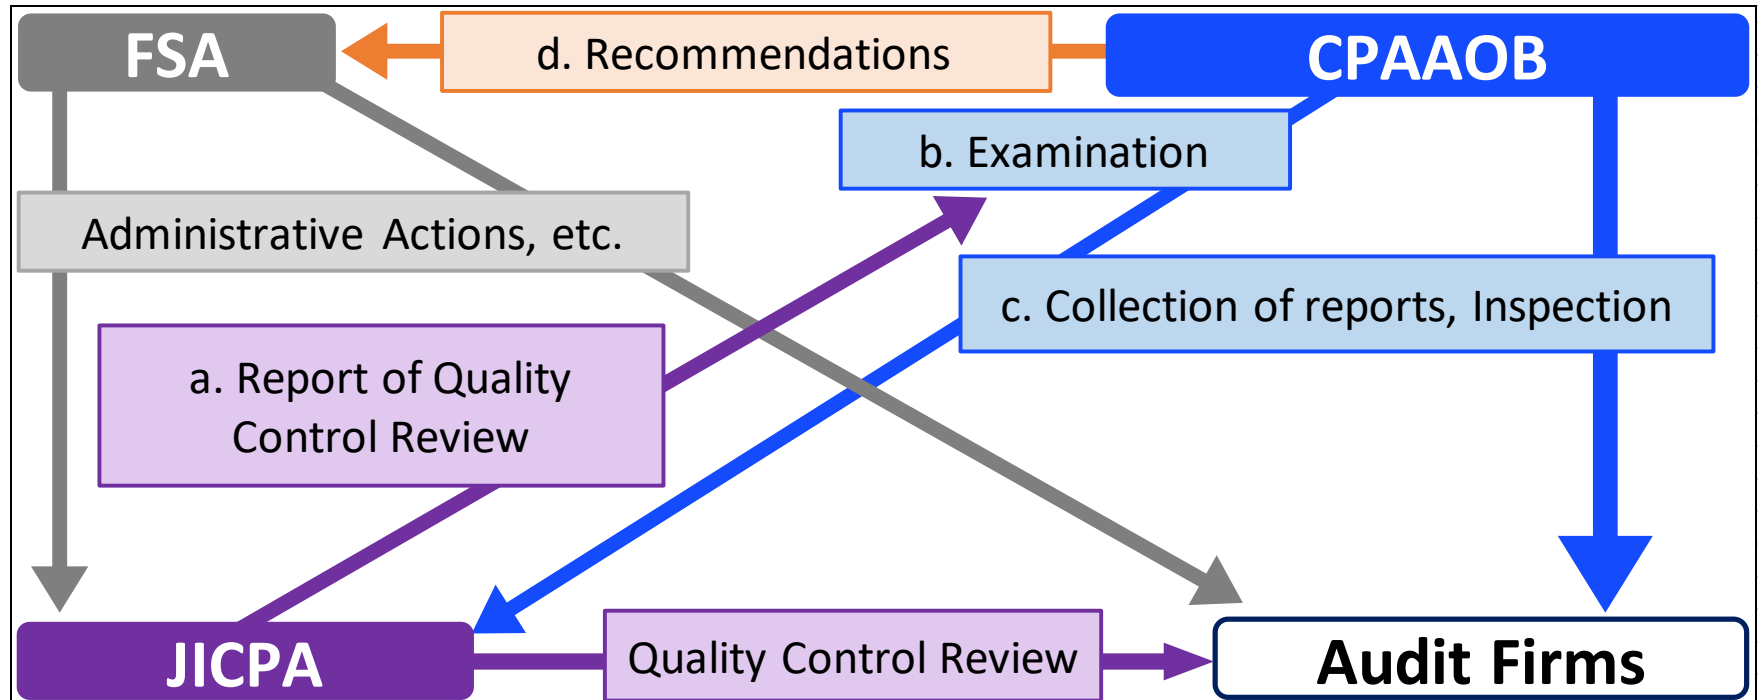 FSA
d. Recommendations
CPAAOB
b. Examination
Administrative Actions, etc.
c. Collection of reports, Inspection
a. Report of Quality
Control Review
JICPA
Quality Control Review
Audit Firms